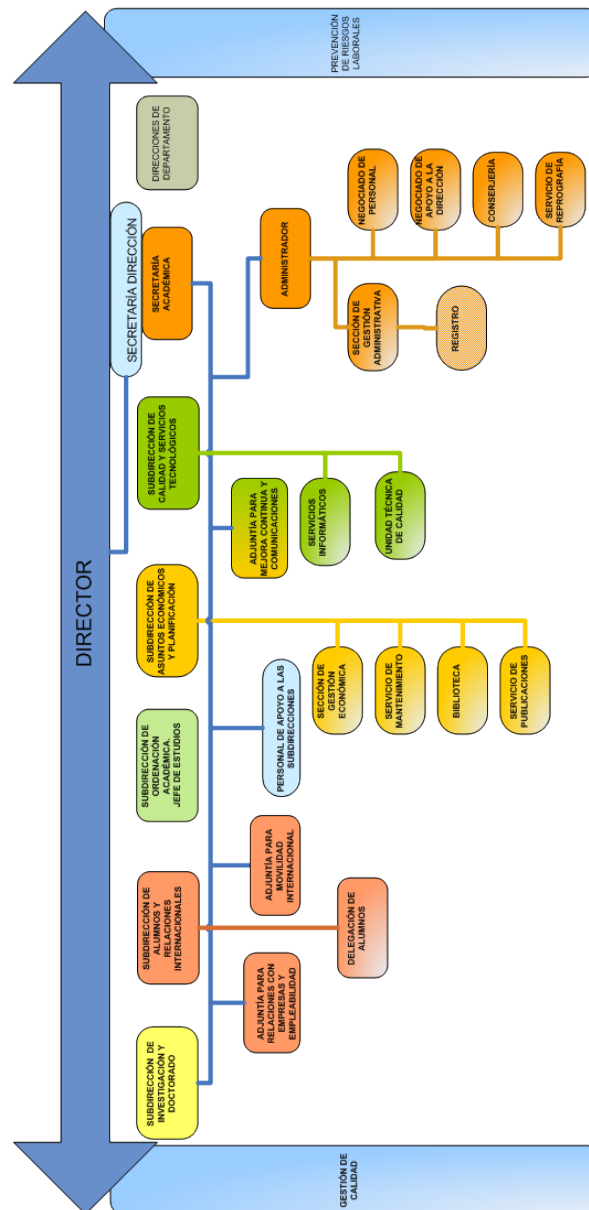 DIRECTOR
SECRETARÍA DIRECCIÓN
SUBDIRECCIÓN DE
INVESTIGACIÓN Y
DOCTORADO
SUBDIRECCIÓN DE
ALUMNOS Y
RELACIONES
INTERNACIONALES
SUBDIRECCIÓN DE
ORDENACIÓN
ACADÉMICA.
JEFE DE ESTUDIOS
SUBDIRECCIÓN DE
ASUNTOS ECONÓMICOS
Y PLANIFICACIÓN
SUBDIRECCIÓN DE
CALIDAD Y SERVICIOS
TECNOLÓGICOS
SECRETARÍA
ACADÉMICA
DIRECCIONES DE
DEPARTAMENTO
ADJUNTÍA PARA
RELACIONES CON
EMPRESAS Y
EMPLEABILIDAD
ADJUNTÍA PARA
MOVILIDAD
INTERNACIONAL
PERSONAL DE APOYO A LAS
SUBDIRECCIONES
ADJUNTÍA PARA
MEJORA CONTINUA Y
COMUNICACIONES
ADMINISTRADOR
DELEGACIÓN DE
ALUMNOS
SECCIÓN DE
GESTIÓN
ECONÓMICA
SERVICIO DE
MANTENIMIENTO
BIBLIOTECA
SERVICIO DE
PUBLICACIONES
SERVICIOS
INFORMÁTICOS
UNIDAD TÉCNICA
DE CALIDAD
SECCIÓN DE
GESTIÓN
ADMINISTRATIVA
REGISTRO
NEGOCIADO DE
PERSONAL
NEGOCIADO DE
APOYO A LA
DIRECCIÓN
CONSERJERÍA
SERVICIO DE
REPROGRAFÍA
GESTIÓN DE
CALIDAD
PREVENCIÓN
DE RIESGOS
LABORALES